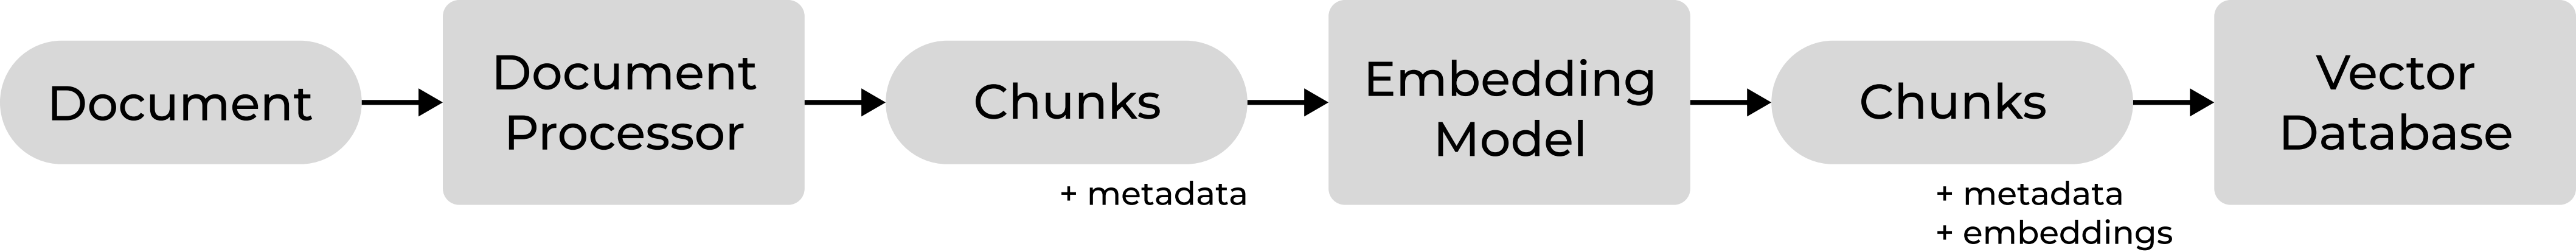 Document
Document
Processor
Chunks
+ metadata
Embedding
Model
Chunks
+ metadata
+ embeddings
Vector
Database